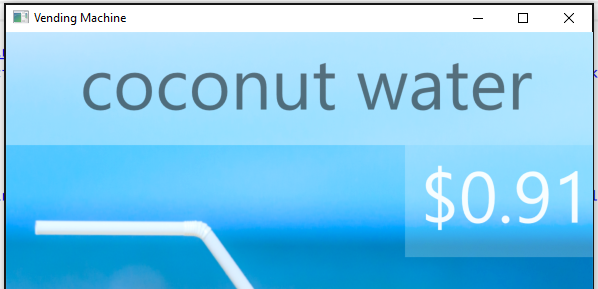 Vending Machine
coconut water
$0.91